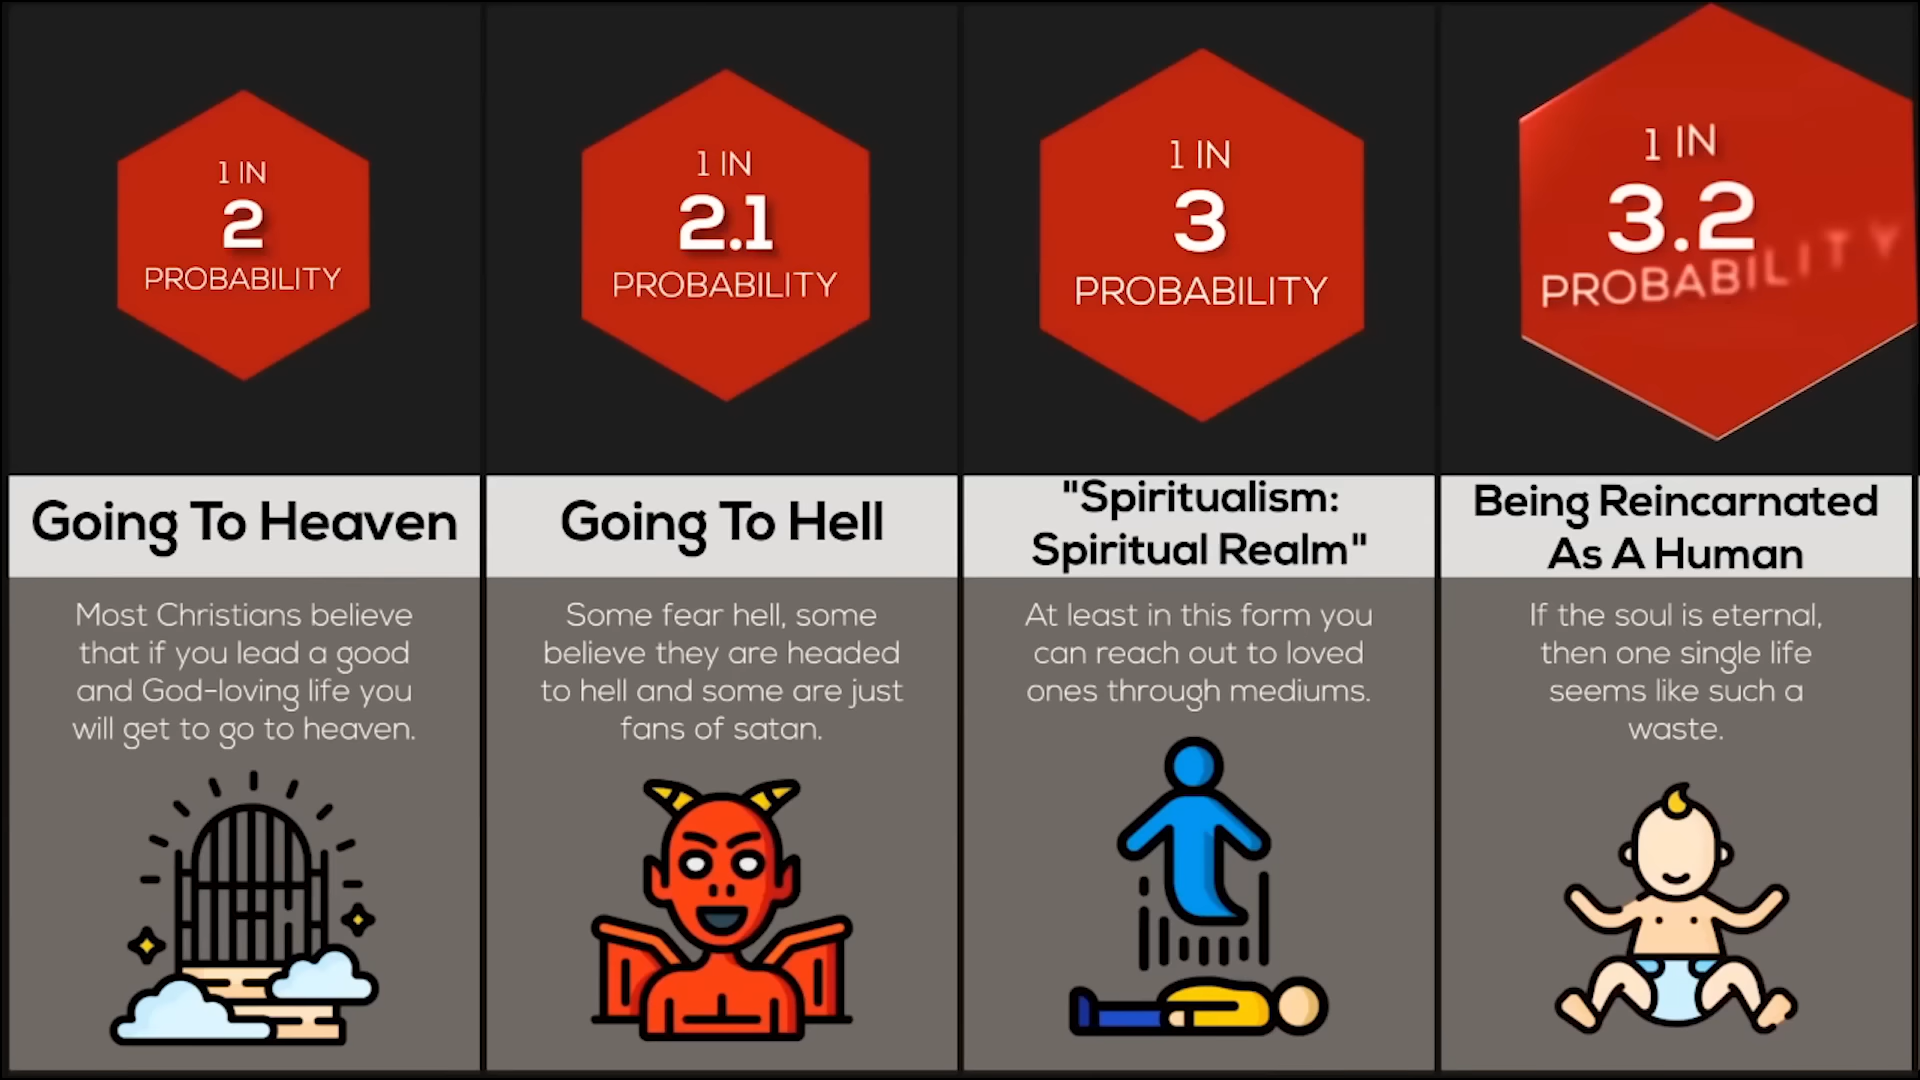 1 IN
2
PROBABILITY
Going To Heaven
Most Christians believe
that if you lead a good
and God-loving life you
will get to go to heaven.
1 IN
2.1
PROBABILITY
Going To Hell
Some fear hell, some
believe they are headed
to hell and some are just
fans of satan.
1 IN
3
PROBABILITY
"Spiritualism:
Spiritual Realm"
At least in this form you
can reach out to loved
ones through mediums.
1 IN
3.2
PROBABILITY
Being Reincarnated
As A Human
If the soul is eternal,
then one single life
seems like such a
waste.